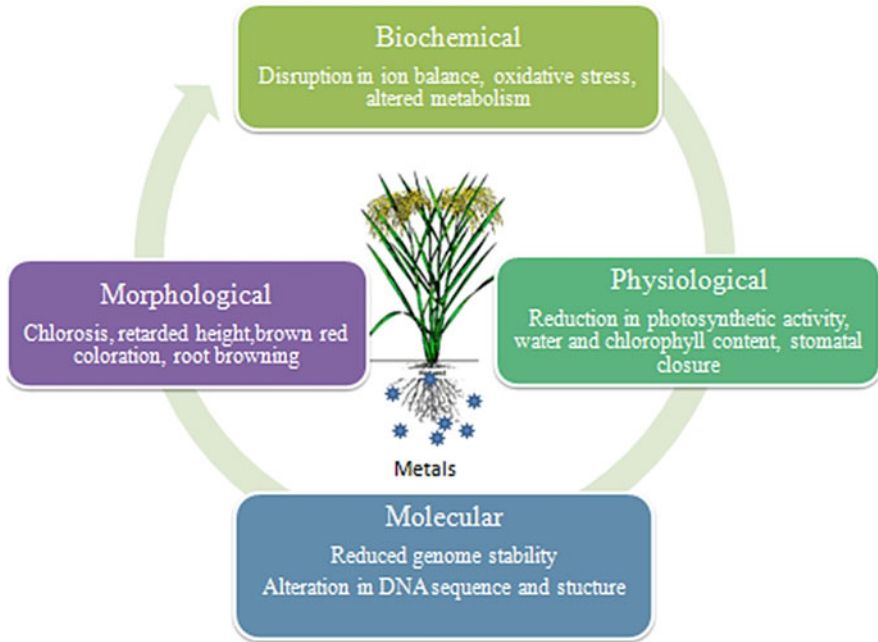 Biochemical
Disruption in ion balance, oxidative stress,
altered metabolism
Morphological
Chlorosis, retarded height,brown red
coloration, root browning
Physiological
Reduction in photosynthetic activity,
water and chlorophyll content, stomatal
closure
Metals
Molecular
Reduced genome stability
Alteration in DNA sequence and stucture